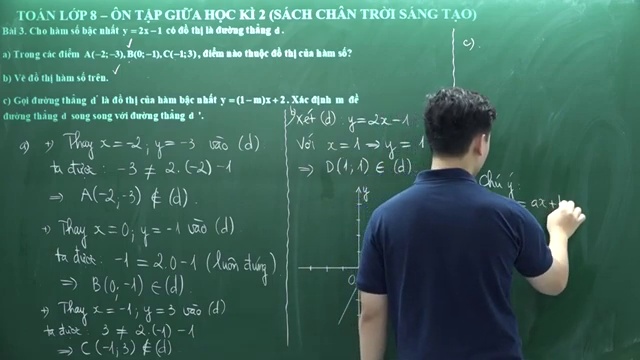 TOÁN LỚP 8 – ÔN TẬP GIỮA HỌC KÌ 2 (SÁCH CHÂN TRỜI SÁNG TẠO)
Bài 3. Cho hàm số bậc nhất y = 2x – 1 có đồ thị là đường thẳng d.
a) Trong các điểm A(–2; –3), B(0; –1), C(–1; 3), điểm nào thuộc đồ thị của hàm số?
b) Vẽ đồ thị hàm số trên.
c) Gọi đường thẳng d' là đồ thị của hàm bậc nhất y = (1 – m)x + 2. Xác định m để
đường thẳng d song song với đường thẳng d '.
a) +, Thay x = -2; y = -3 vào (d)
ta được: -3 ≠ 2.(-2) -1
⇒ A(-2; -3) ∉ (d).
+, Thay x = 0; y = -1 vào (d)
ta được: -1 = 2.0 -1 (luôn đúng)
⇒ B(0; -1) ∈ (d).
+, Thay x = -1; y = 3 vào (d)
ta được: 3 ≠ 2.(-1) -1
⇒ C(-1; 3) ∉ (d)
b) Xét (d): y = 2x - 1
Với x = 1 ⇒ y = 1
⇒ D(1; 1) ∈ (d)
y
O
c).
Chú ý:
= ax +